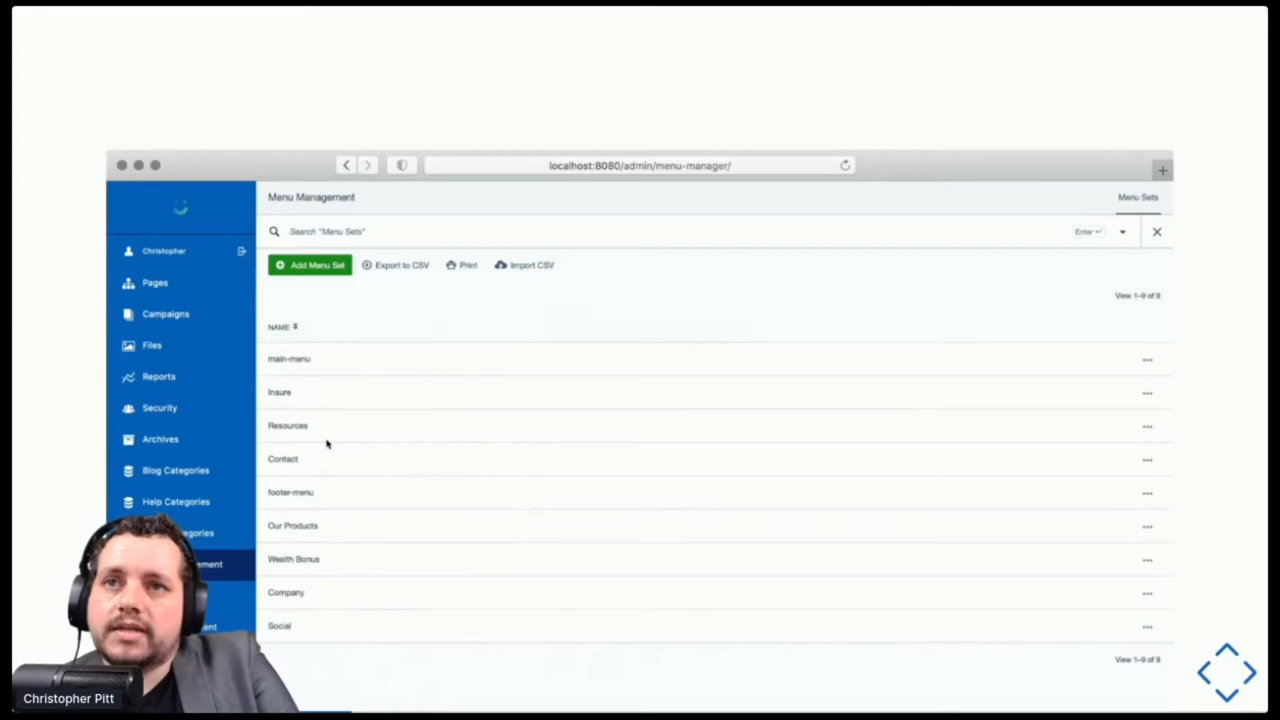 localhost:8080/admin/menu-manager/
Menu Management
Menu Sets
Search "Menu Sets"
Enter
Christopher
Add Menu Set
Export to CSV
Print
Import CSV
Pages
View 1–9 of 9
Campaigns
NAME
Files
main-menu
Reports
Insure
Security
Resources
Archives
Contact
Blog Categories
footer-menu
Help Categories
Our Products
egories
Wealth Bonus
ement
Company
Social
ent
View 1–9 of 9
Christopher Pitt